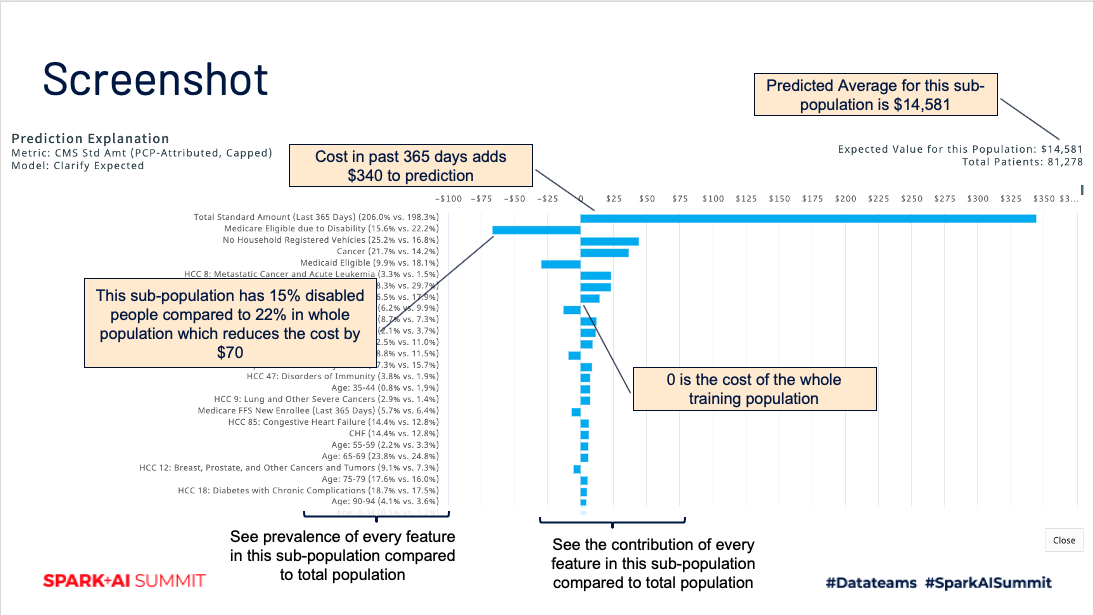 Screenshot
Predicted Average for this sub-
population is $14,581
Prediction Explanation
Metric: CMS Std Amt (PCP-Attributed, Capped)
Model: Clarify Expected
Cost in past 365 days adds
$340 to prediction
Expected Value for this Population: $14,581
Total Patients: 81,278
−$100 −$75 −$50 −$25 0 $25 $50 $75 $100 $125 $150 $175 $200 $225 $250 $275 $300 $325 $350 $3...
Total Standard Amount (Last 365 Days) (206.0% vs. 198.3%)
Medicare Eligible due to Disability (15.6% vs. 22.2%)
No Household Registered Vehicles (25.2% vs. 16.8%)
Cancer (21.7% vs. 14.2%)
Medicaid Eligible (9.9% vs. 18.1%)
HCC 8: Metastatic Cancer and Acute Leukemia (3.3% vs. 1.5%)
8.3% vs. 29.7%)
6.5% vs. 17.9%)
(6.2% vs. 9.9%)
(8.7% vs. 7.3%)
2.1% vs. 3.7%)
2.5% vs. 11.0%)
8.8% vs. 11.5%)
7.3% vs. 15.7%)
This sub-population has 15% disabled
people compared to 22% in whole
population which reduces the cost by
$70
HCC 47: Disorders of Immunity (3.8% vs. 1.9%)
Age: 35-44 (0.8% vs. 1.9%)
HCC 9: Lung and Other Severe Cancers (2.9% vs. 1.4%)
Medicare FFS New Enrollee (Last 365 Days) (5.7% vs. 6.4%)
HCC 85: Congestive Heart Failure (14.4% vs. 12.8%)
CHF (14.4% vs. 12.8%)
Age: 55-59 (2.2% vs. 3.3%)
Age: 65-69 (23.8% vs. 24.8%)
HCC 12: Breast, Prostate, and Other Cancers and Tumors (9.1% vs. 7.3%)
Age: 75-79 (17.6% vs. 16.0%)
HCC 18: Diabetes with Chronic Complications (18.7% vs. 17.5%)
Age: 90-94 (4.1% vs. 3.6%)
0 is the cost of the whole
training population
See prevalence of every feature
in this sub-population compared
to total population
See the contribution of every
feature in this sub-population
compared to total population
Close
SPARK+AI SUMMIT
#Datateams #SparkAISummit